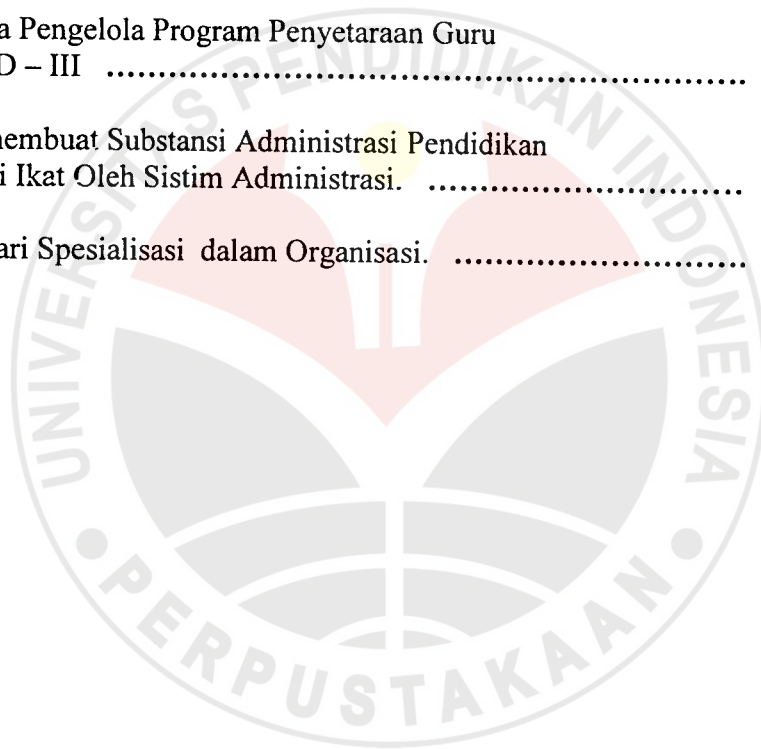 a Pengelola Program Penyetaraan Guru
D – III ..............................................................
membuat Substansi Administrasi Pendidikan
i Ikat Oleh Sistim Administrasi. ..............................
ari Spesialisasi dalam Organisasi. ............................
UNIVERSITAS PENDIDIKAN INDONESIA
PERPUSTAKAAN